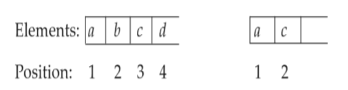 Elements: a b c d a c
Position: 1 2 3 4 1 2